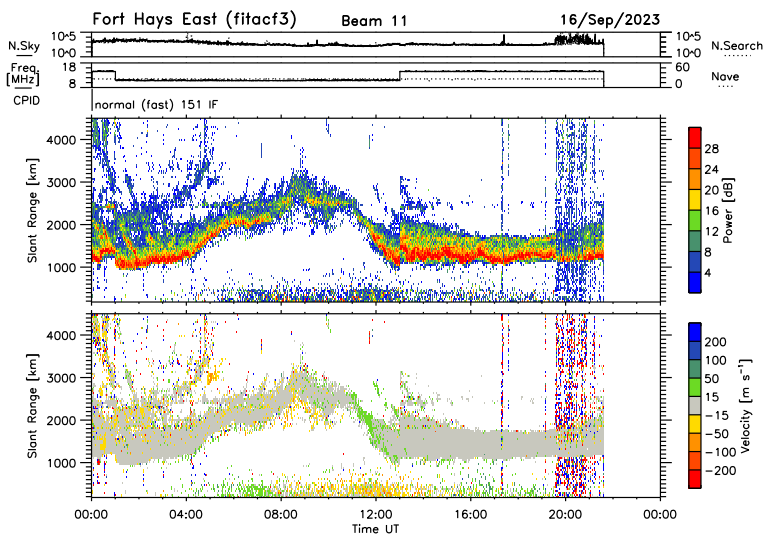 Fort Hays East (fitacf3) Beam 11 16/Sep/2023
N.Sky 10^5 10^0 10^5 10^0 N.Search
Freq. [MHz] 18 8 60 0 Nave
CPID normal (fast) 151 IF
Slant Range [km] 4000 3000 2000 1000
Power [dB] 28 24 20 16 12 8 4
Slant Range [km] 4000 3000 2000 1000
Velocity [m s⁻¹] 200 100 50 15 −15 −50 −100 −200
00:00 04:00 08:00 12:00 16:00 20:00 00:00
Time UT